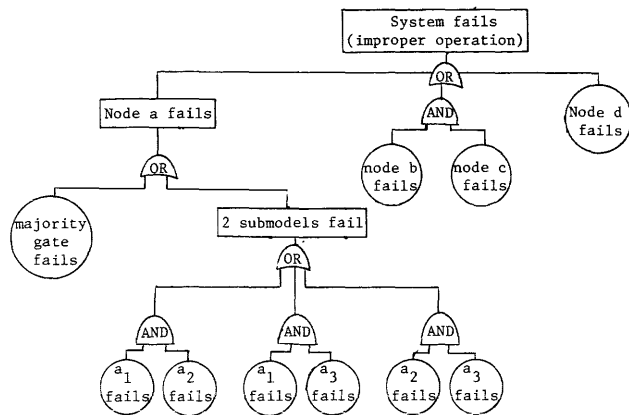 System fails
(improper operation)
OR
Node a fails
AND
Node d
fails
OR
node b
fails
node c
fails
majority
gate
fails
2 submodels fail
OR
AND
AND
AND
a1
fails
a2
fails
a1
fails
a3
fails
a2
fails
a3
fails